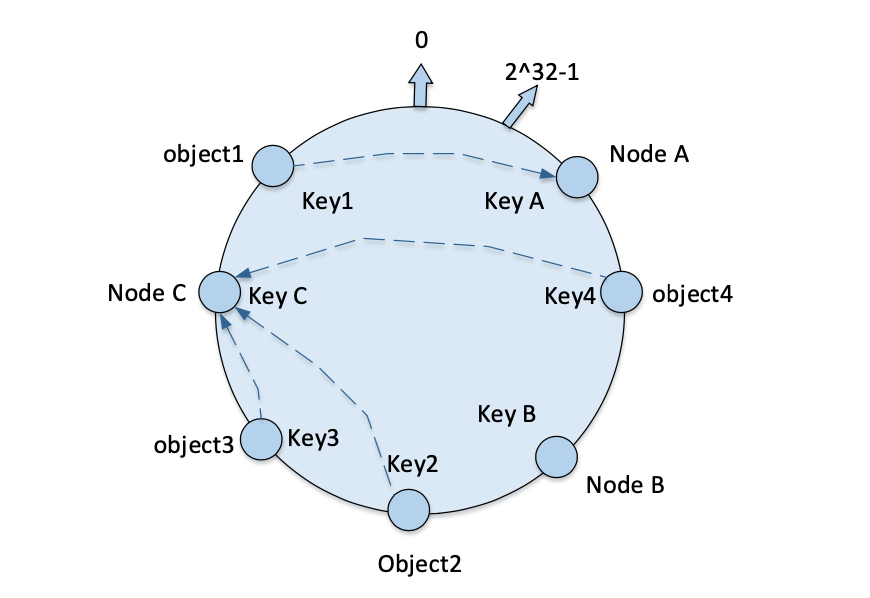 0
2^32-1
object1
Node A
Key1
Key A
Node C
Key C
Key4
object4
Key B
object3
Key3
Key2
Node B
Object2